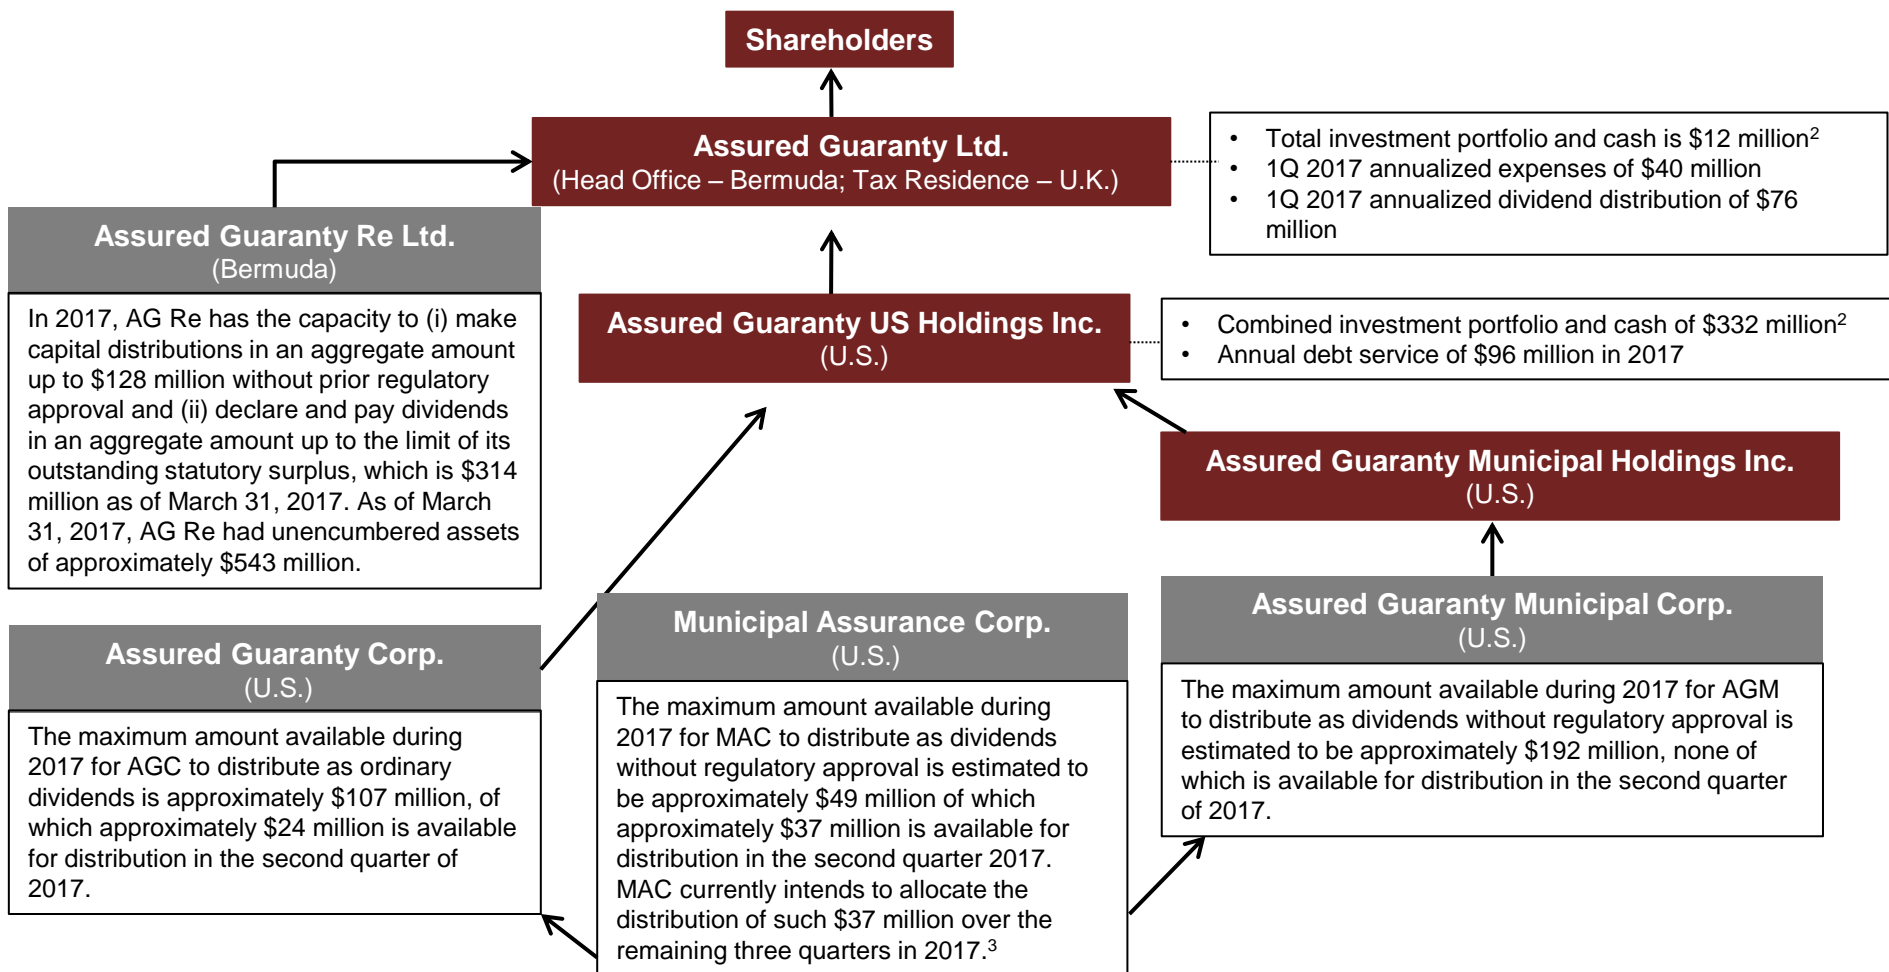 Shareholders
Assured Guaranty Ltd.
(Head Office – Bermuda; Tax Residence – U.K.)
• Total investment portfolio and cash is $12 million2
• 1Q 2017 annualized expenses of $40 million
• 1Q 2017 annualized dividend distribution of $76
million
Assured Guaranty Re Ltd.
(Bermuda)
In 2017, AG Re has the capacity to (i) make
capital distributions in an aggregate amount
up to $128 million without prior regulatory
approval and (ii) declare and pay dividends
in an aggregate amount up to the limit of its
outstanding statutory surplus, which is $314
million as of March 31, 2017. As of March
31, 2017, AG Re had unencumbered assets
of approximately $543 million.
Assured Guaranty US Holdings Inc.
(U.S.)
• Combined investment portfolio and cash of $332 million2
• Annual debt service of $96 million in 2017
Assured Guaranty Municipal Holdings Inc.
(U.S.)
Assured Guaranty Corp.
(U.S.)
The maximum amount available during
2017 for AGC to distribute as ordinary
dividends is approximately $107 million, of
which approximately $24 million is available
for distribution in the second quarter of
2017.
Municipal Assurance Corp.
(U.S.)
The maximum amount available during
2017 for MAC to distribute as dividends
without regulatory approval is estimated to
be approximately $49 million of which
approximately $37 million is available for
distribution in the second quarter 2017.
MAC currently intends to allocate the
distribution of such $37 million over the
remaining three quarters in 2017.3
Assured Guaranty Municipal Corp.
(U.S.)
The maximum amount available during 2017 for AGM
to distribute as dividends without regulatory approval is
estimated to be approximately $192 million, none of
which is available for distribution in the second quarter
of 2017.